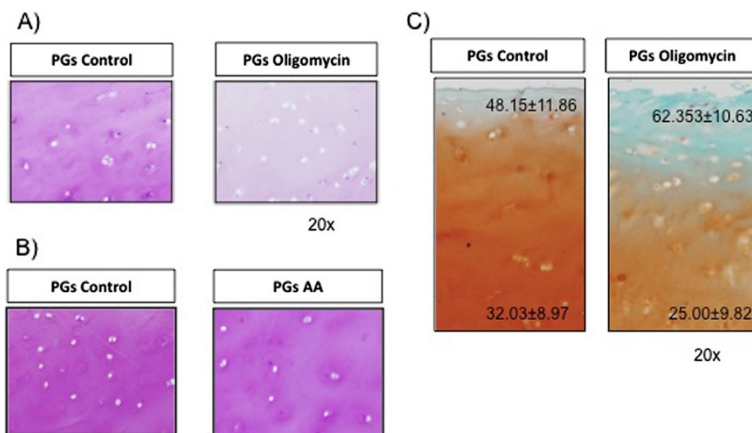 A)
PGs Control
PGs Oligomycin
20x
B)
PGs Control
PGs AA
C)
PGs Control
PGs Oligomycin
48.15±11.86
62.353±10.63
32.03±8.97
25.00±9.82
20x